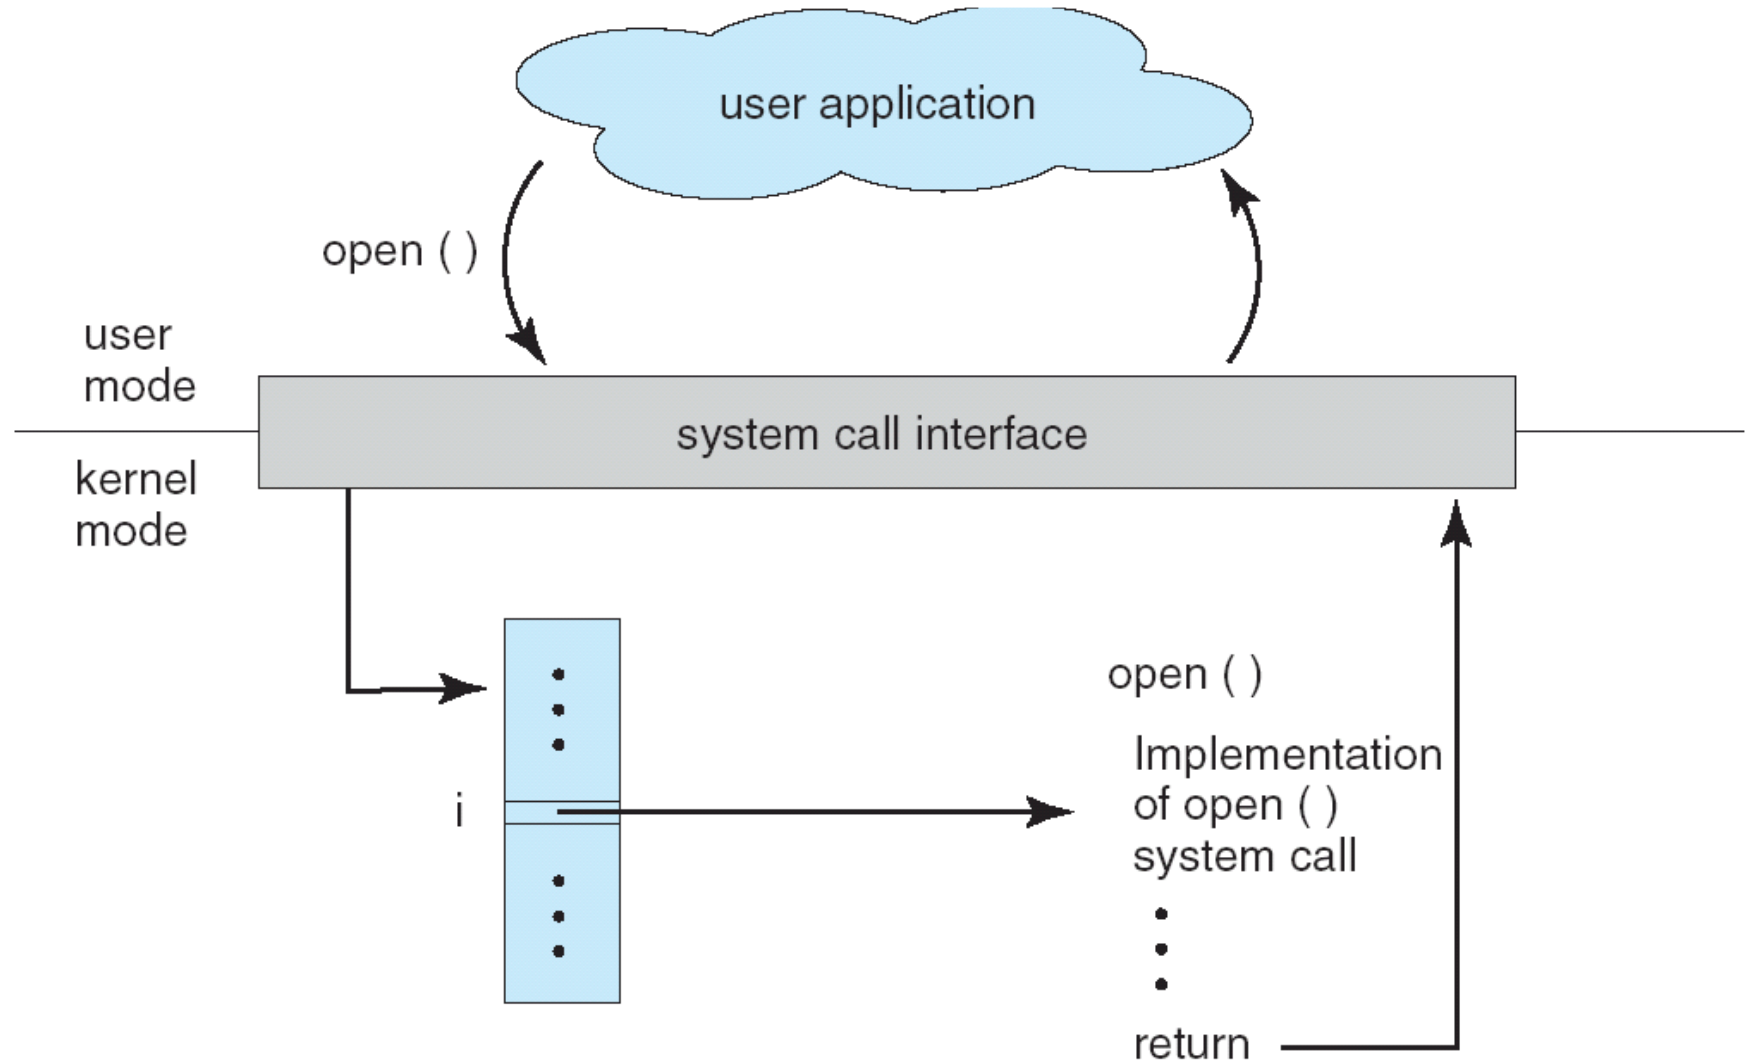 user application
open ( )
user
mode
system call interface
kernel
mode
open ( )
Implementation
i
of open ( )
system call
return